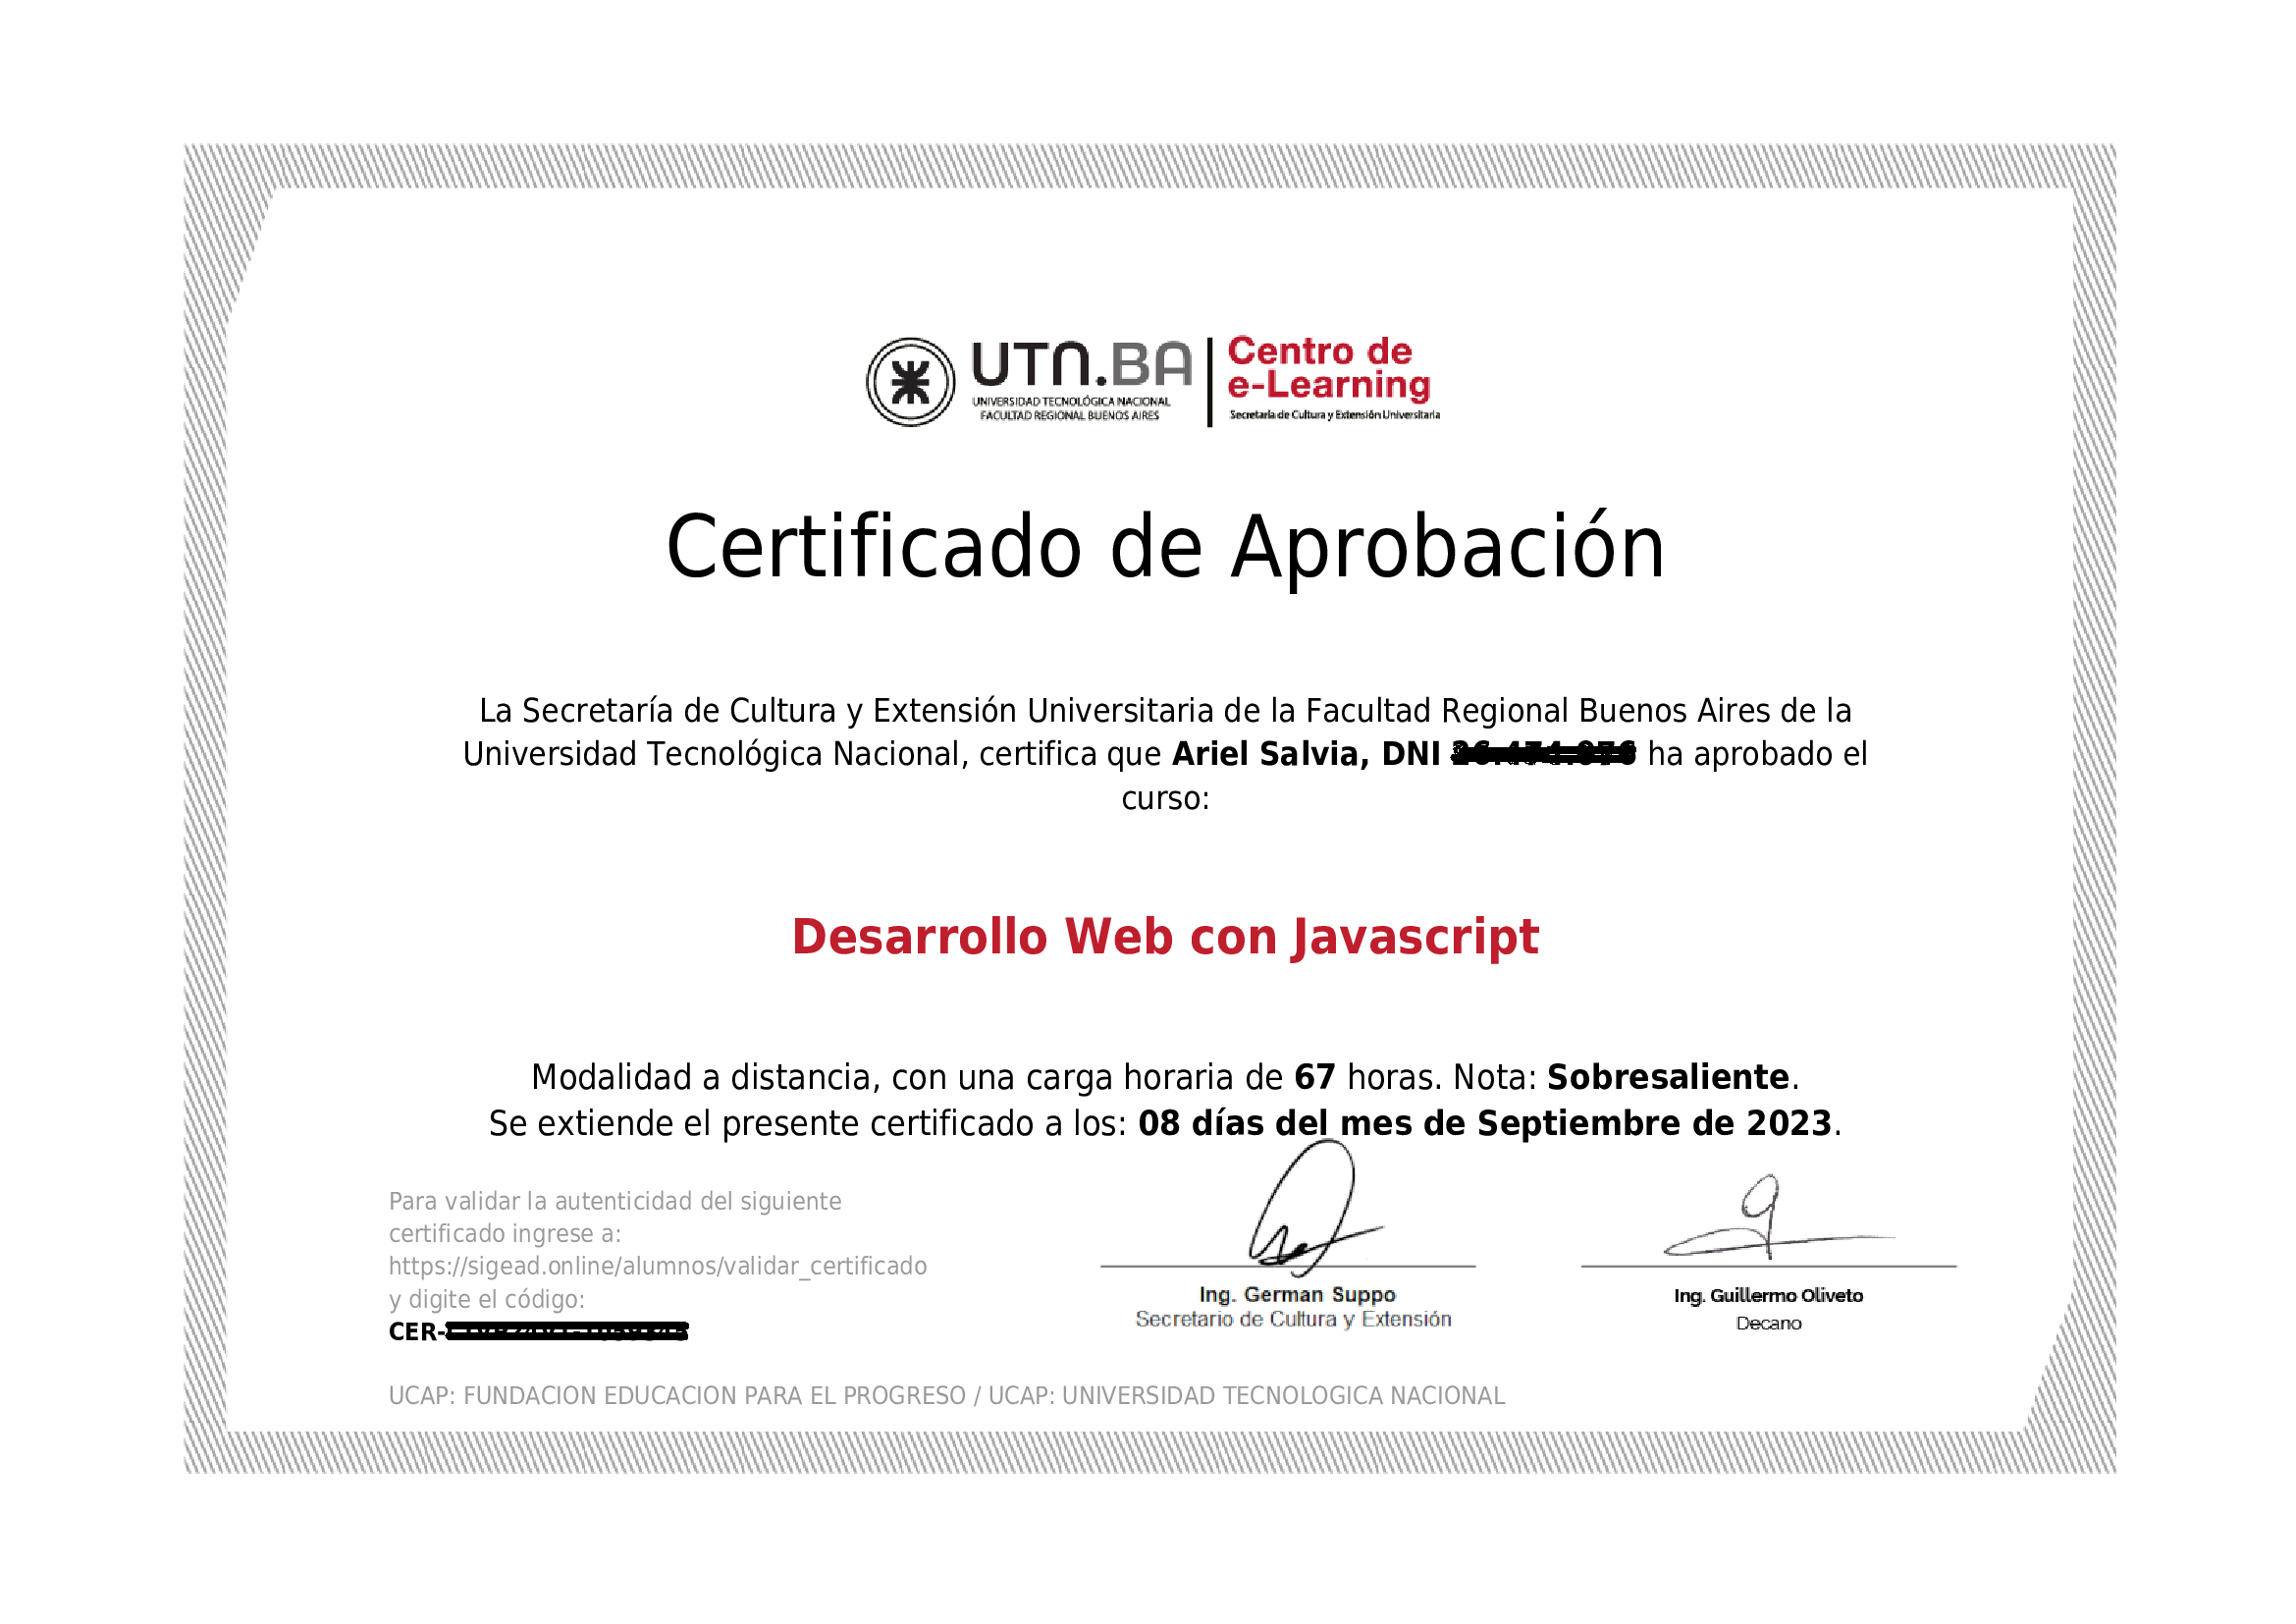 UTN.BA
UNIVERSIDAD TECNOLÓGICA NACIONAL
FACULTAD REGIONAL BUENOS AIRES
Centro de
e-Learning
Secretaría de Cultura y Extensión Universitaria
Certificado de Aprobación
La Secretaría de Cultura y Extensión Universitaria de la Facultad Regional Buenos Aires de la
Universidad Tecnológica Nacional, certifica que Ariel Salvia, DNI ha aprobado el
curso:
Desarrollo Web con Javascript
Modalidad a distancia, con una carga horaria de 67 horas. Nota: Sobresaliente.
Se extiende el presente certificado a los: 08 días del mes de Septiembre de 2023.
Para validar la autenticidad del siguiente
certificado ingrese a:
https://sigead.online/alumnos/validar_certificado
y digite el código:
CER-
Ing. German Suppo
Secretario de Cultura y Extensión
Ing. Guillermo Oliveto
Decano
UCAP: FUNDACION EDUCACION PARA EL PROGRESO / UCAP: UNIVERSIDAD TECNOLOGICA NACIONAL